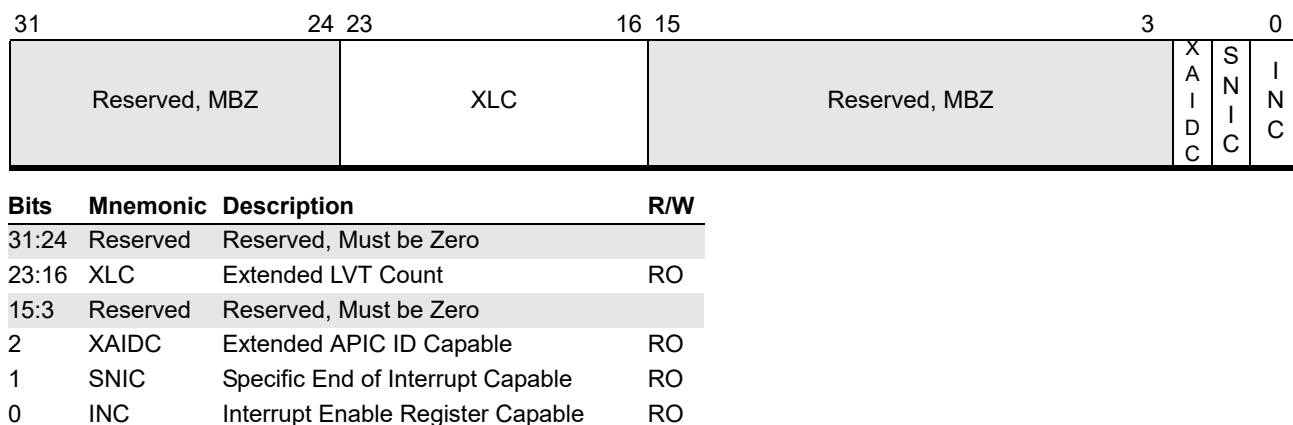 31 24 23 16 15 3 0
Reserved, MBZ XLC Reserved, MBZ XAIDC SNIC INC
Bits Mnemonic Description R/W
31:24 Reserved Reserved, Must be Zero
23:16 XLC Extended LVT Count RO
15:3 Reserved Reserved, Must be Zero
2 XAIDC Extended APIC ID Capable RO
1 SNIC Specific End of Interrupt Capable RO
0 INC Interrupt Enable Register Capable RO